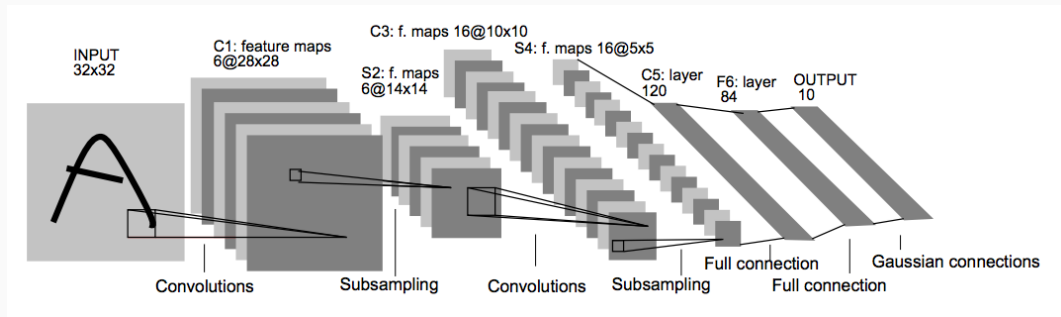 INPUT
32x32
C1: feature maps
6@28x28
S2: f. maps
6@14x14
C3: f. maps 16@10x10
S4: f. maps 16@5x5
C5: layer
120
F6: layer
84
OUTPUT
10
A
Convolutions
Subsampling
Convolutions
Subsampling
Full connection
Full connection
Gaussian connections